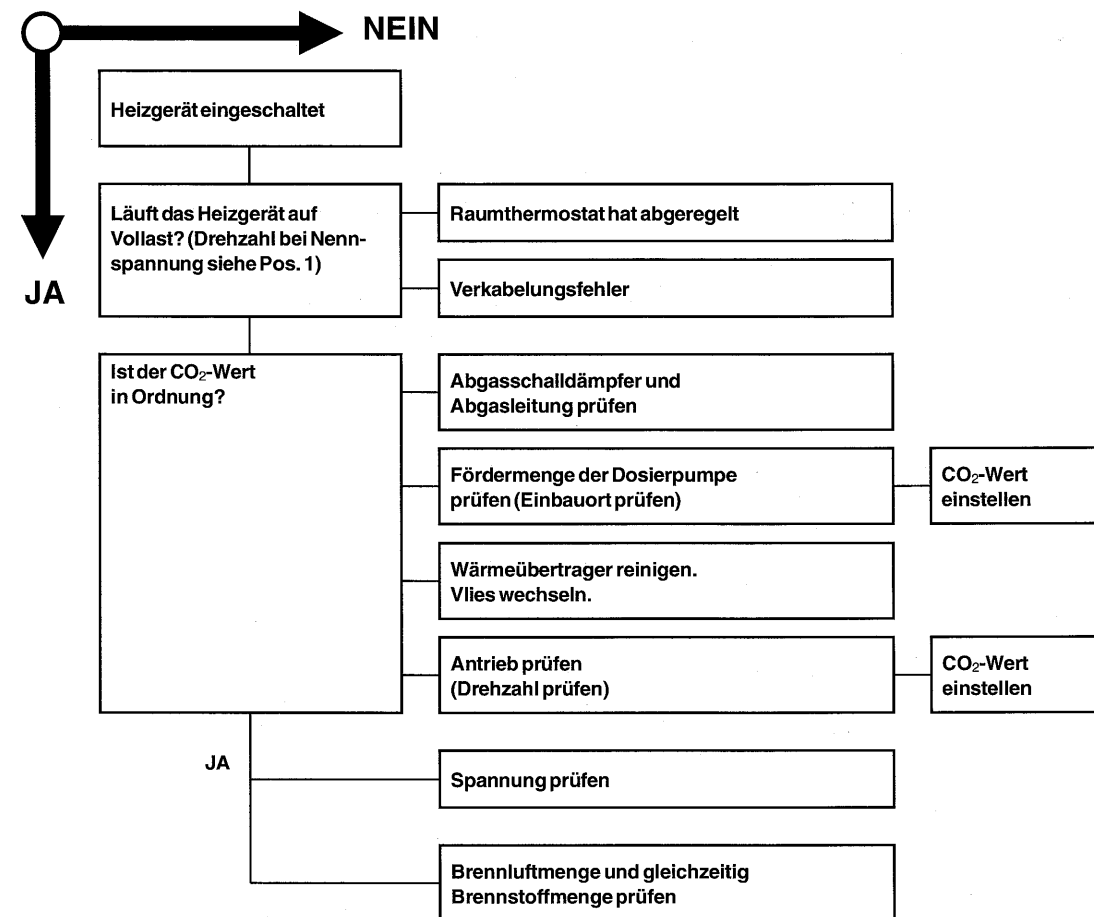 NEIN
JA
Heizgerät eingeschaltet
Läuft das Heizgerät auf
Vollast? (Drehzahl bei Nenn-
spannung siehe Pos. 1)
Raumthermostat hat abgeregelt
Verkabelungsfehler
Ist der CO₂-Wert
in Ordnung?
Abgasschalldämpfer und
Abgasleitung prüfen
Fördermenge der Dosierpumpe
prüfen (Einbauort prüfen)
CO₂-Wert
einstellen
Wärmeübertrager reinigen.
Vlies wechseln.
Antrieb prüfen
(Drehzahl prüfen)
CO₂-Wert
einstellen
JA
Spannung prüfen
Brennluftmenge und gleichzeitig
Brennstoffmenge prüfen